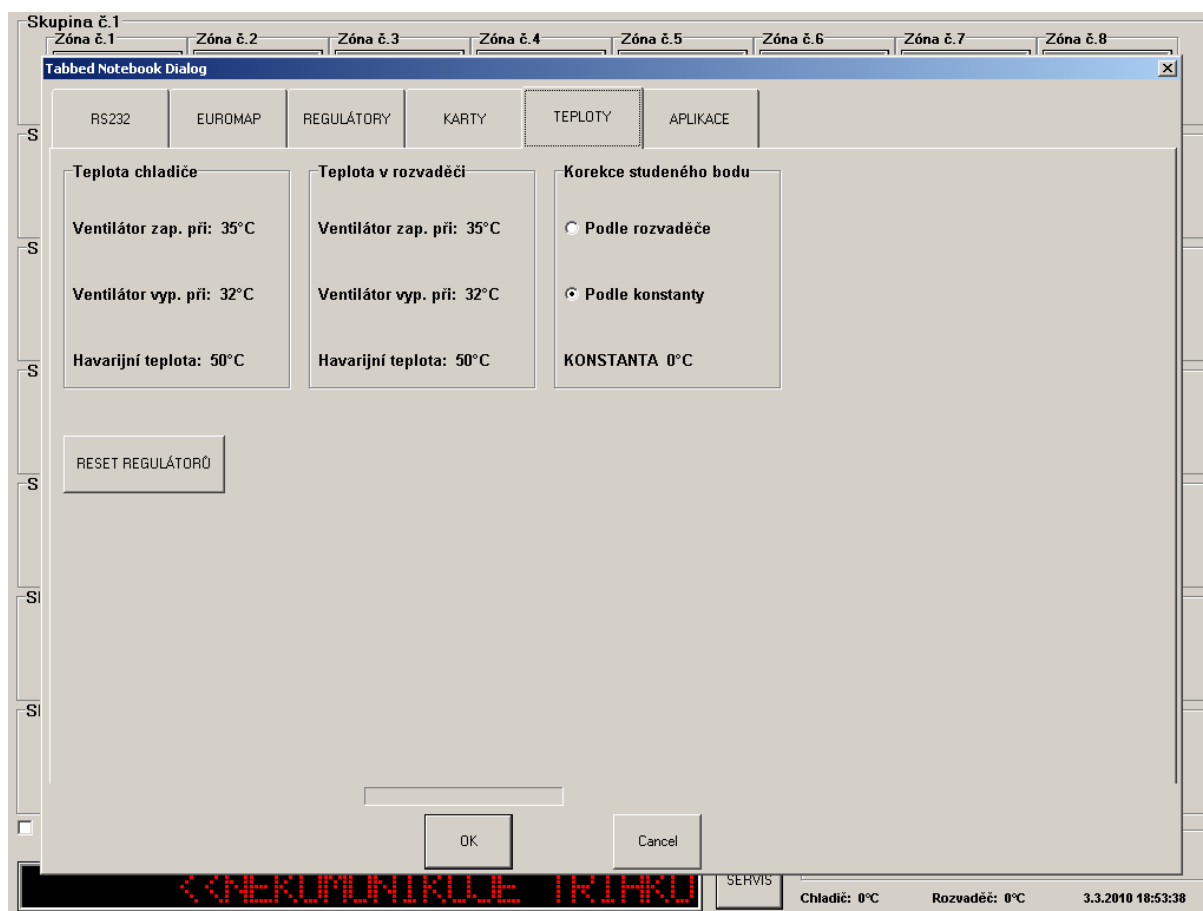 Skupina č.1
Zóna č.1 Zóna č.2 Zóna č.3 Zóna č.4 Zóna č.5 Zóna č.6 Zóna č.7 Zóna č.8
Tabbed Notebook Dialog
RS232 EUROMAP REGULÁTORY KARTY TEPLOTY APLIKACE
Teplota chladiče Teplota v rozvaděči Korekce studeného bodu
Ventilátor zap. při: 35°C Ventilátor zap. při: 35°C Podle rozvaděče
Ventilátor vyp. při: 32°C Ventilátor vyp. při: 32°C Podle konstanty
Havarijní teplota: 50°C Havarijní teplota: 50°C KONSTANTA 0°C
RESET REGULÁTORŮ
OK Cancel
<<NEKOMUNIKUJE TRIAKO SERVIS
Chladič: 0°C Rozvaděč: 0°C 3.3.2010 18:53:38